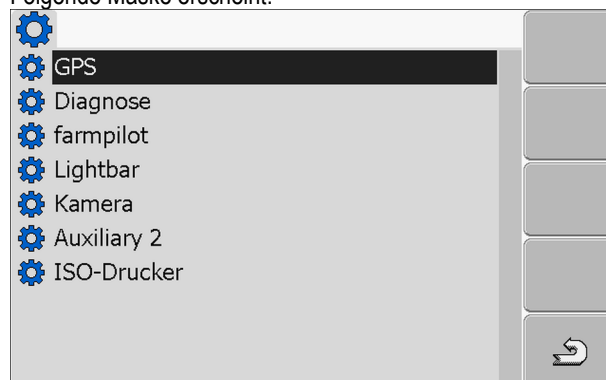 Folgende Maske erscheint:
GPS
Diagnose
farmpilot
Lightbar
Kamera
Auxiliary 2
ISO-Drucker